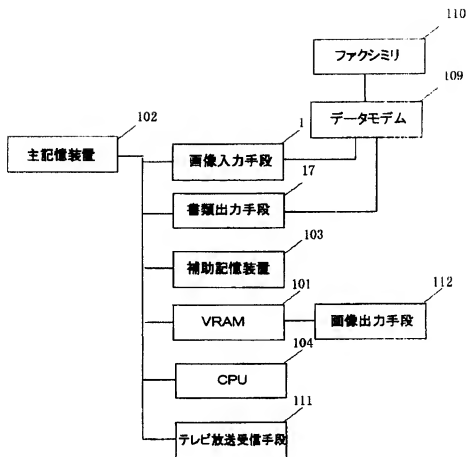 110
ファクシミリ
109
データモデム
102
主記憶装置
1
画像入力手段
17
書類出力手段
103
補助記憶装置
101
VRAM
112
画像出力手段
104
CPU
111
テレビ放送受信手段